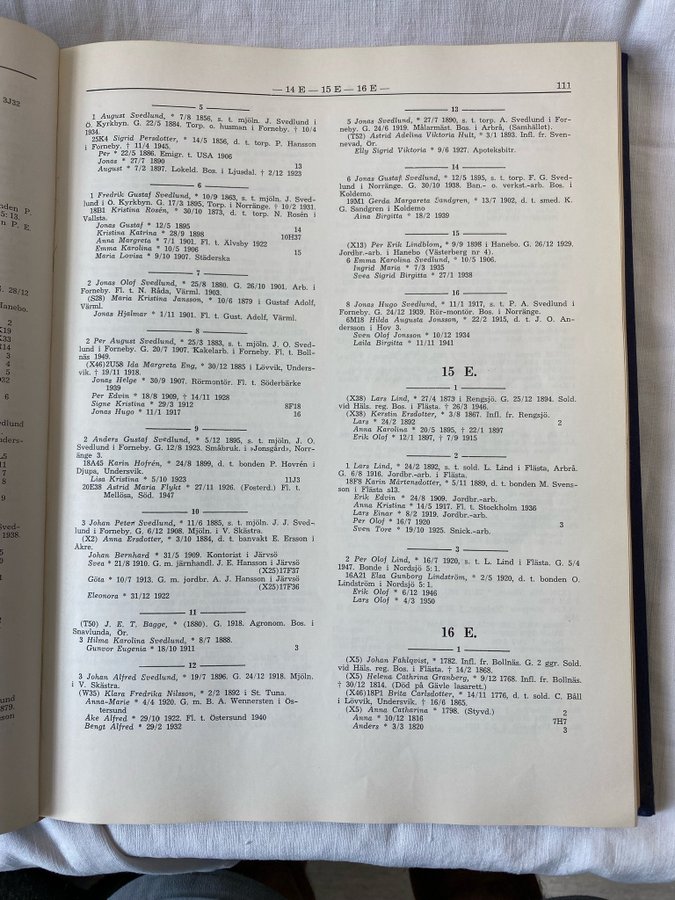 — 14 E — 15 E — 16 E —
111
5
1 August Svedlund, * 7/8 1856, s. t. mjöln. J. Svedlund i
Ö. Kyrkbyn. G. 22/5 1884. Torp. o. husman i Forneby. † 10/4
1934.
25K4 Sigrid Persdotter, * 14/5 1856, d. t. torp. P. Hansson
i Forneby. † 11/4 1945.
Per * 22/5 1886. Emigr. t. USA 1906
Jonas * 27/7 1890 13
August * 7/2 1897. Lokeld. Bos. i Ljusdal. † 2/12 1923
6
1 Fredrik Gustaf Svedlund, * 10/9 1863, s. t. mjöln. J. Sved-
lund i Ö. Kyrkbyn. G. 17/3 1895. Torp. i Norränge. † 10/2 1931.
18B1 Kristina Rosén, * 30/10 1873, d. t. torp. N. Rosén i
Vallsta.
Jonas Gustaf * 12/5 1895 14
Kristina Katrina * 28/9 1898 10H37
Anna Margreta * 7/1 1901. Fl. t. Älvsby 1922
Emma Karolina * 10/5 1906 15
Maria Lovisa * 9/10 1907. Städerska
7
2 Jonas Olof Svedlund, * 25/8 1880. G. 26/10 1901. Arb. i
Forneby. Fl. t. N. Råda, Värml. 1903.
(S28) Maria Kristina Jansson, * 10/6 1879 i Gustaf Adolf,
Värml.
Jonas Hjalmar * 1/11 1901. Fl. t. Gust. Adolf, Värml.
8
2 Per August Svedlund, * 25/3 1883, s. t. mjöln. J. O. Sved-
lund i Forneby. G. 20/7 1907. Kakelarb. i Forneby. Fl. t. Boll-
näs 1949.
(X46)2U58 Ida Margreta Eng, * 30/12 1885 i Lövvik, Unders-
vik. † 19/11 1918.
Jonas Helge * 30/9 1907. Rörmontör. Fl. t. Söderbärke
1939
Per Edvin * 18/8 1909, † 14/11 1928
Signe Kristina * 29/3 1912 8F18
Jonas Hugo * 11/1 1917 16
9
2 Anders Gustaf Svedlund, * 5/12 1895, s. t. mjöln. J. O.
Svedlund i Forneby. G. 12/8 1923. Småbruk. i »Jonsgård», Norr-
änge 3.
18A45 Karin Hofrén, * 24/8 1899, d. t. bonden P. Hovrén i
Djupa, Undersvik.
Lisa Kristina * 5/10 1923 11J3
20E38 Astrid Maria Flykt * 27/11 1926. (Fosterd.) Fl. t.
Mellösa, Söd. 1947
10
3 Johan Peter Svedlund, * 11/6 1885, s. t. mjöln. J. J. Sved-
lund i Forneby. G. 6/12 1908. Mjöln. i V. Skästra.
(X2) Anna Ersdotter, * 3/10 1884, d. t. banvakt E. Ersson i
Åkre.
Johan Bernhard * 31/5 1909. Kontorist i Järvsö
Svea * 21/8 1910. G. m. järnhandl. J. E. Hansson i Järvsö
(X25)17F37
Göta * 10/7 1913. G. m. jordbr. A. J. Hansson i Järvsö
(X25)17F36
Eleonora * 31/12 1922
11
(T50) J. E. T. Bagge, * (1880). G. 1918. Agronom. Bos. i
Snavlunda, Ör.
3 Hilma Karolina Svedlund, * 8/7 1888.
Gunvor Eugenia * 18/10 1911 3
12
3 Johan Alfred Svedlund, * 19/7 1896. G. 24/12 1918. Mjöln.
i V. Skästra.
(W35) Klara Fredrika Nilsson, * 2/2 1892 i St. Tuna.
Anna-Marie * 4/4 1920. G. m. B. A. Wennersten i Ös-
tersund
Åke Alfred * 29/10 1922. Fl. t. Östersund 1940
Bengt Alfred * 29/2 1932
13
5 Jonas Svedlund, * 27/7 1890, s. t. torp. A. Svedlund i For-
neby. G. 24/6 1919. Målarmäst. Bos. i Arbrå, (Samhället).
(T52) Astrid Adelina Viktoria Hult, * 3/1 1893. Infl. fr. Sven-
nevad, Ör.
Elly Sigrid Viktoria * 9/6 1927. Apoteksbitr.
14
6 Jonas Gustaf Svedlund, * 12/5 1895, s. t. torp. F. G. Sved-
lund i Norränge. G. 30/10 1938. Ban.- o. verkst.-arb. Bos. i
Koldemo.
19M1 Gerda Margareta Sandgren, * 13/7 1902, d. t. smed. K.
G. Sandgren i Koldemo
Aina Birgitta * 18/2 1939
15
(X13) Per Erik Lindblom, * 9/9 1898 i Hanebo. G. 26/12 1929.
Jordbr.-arb. i Hanebo (Västerberg nr 4).
6 Emma Karolina Svedlund, * 10/5 1906.
Ingrid Maria * 7/3 1935
Svea Sigrid Birgitta * 27/1 1938
16
8 Jonas Hugo Svedlund, * 11/1 1917, s. t. P. A. Svedlund i
Forneby. G. 24/12 1939. Rör-montör. Bos. i Norränge.
6M18 Hilda Augusta Jonsson, * 22/2 1915, d. t. J. O. An-
dersson i Hov 3.
Sven Olof Jonsson * 10/12 1934
Laila Birgitta * 11/11 1941
15 E.
1
(X38) Lars Lind, * 27/4 1873 i Rengsjö. G. 25/12 1894. Sold.
vid Häls. reg. Bos. i Flästa. † 26/3 1946.
(X38) Kerstin Ersdotter, * 3/8 1867. Infl. fr. Rengsjö.
Lars * 24/2 1892 2
Anna Karolina * 20/5 1895, † 22/1 1897
Erik Olof * 12/1 1897, † 7/9 1915
2
1 Lars Lind, * 24/2 1892, s. t. sold. L. Lind i Flästa, Arbrå.
G. 6/8 1916. Jordbr.-arb. i Flästa.
18F8 Karin Mårtensdotter, * 5/11 1889, d. t. bonden M. Svens-
son i Flästa s13.
Erik Edvin * 24/8 1909. Jordbr.-arb.
Anna Kristina * 14/5 1917. Fl. t. Stockholm 1936
Lars Einar * 8/2 1919. Jordbr.-arb.
Per Olof * 16/7 1920 3
Sven Tore * 19/10 1925. Snick.-arb.
3
2 Per Olof Lind, * 16/7 1920, s. t. L. Lind i Flästa. G. 5/4
1947. Bonde i Nordsjö 5: 1.
16A21 Elsa Gunborg Lindström, * 2/5 1920, d. t. bonden O.
Lindström i Nordsjö 5: 1.
Erik Olof * 6/12 1946
Lars Olof * 4/3 1950
16 E.
1
(X5) Johan Fahlqvist, * 1782. Infl. fr. Bollnäs. G. 2 ggr. Sold.
vid Häls. reg. Bos. i Flästa. † 14/2 1868.
(X5) Helena Catharina Granberg, * 9/12 1768. Infl. fr. Bollnäs.
† 30/12 1814. (Död på Gävle lasarett.)
(X46)18P1 Brita Carlsdotter, * 14/11 1776, d. t. sold. C. Båll
i Lövvik, Undersvik. † 16/6 1865.
(X5) Anna Catharina * 1798. (Styvd.) 2
Anna * 10/12 1816 7H7
Anders * 3/3 1820 3